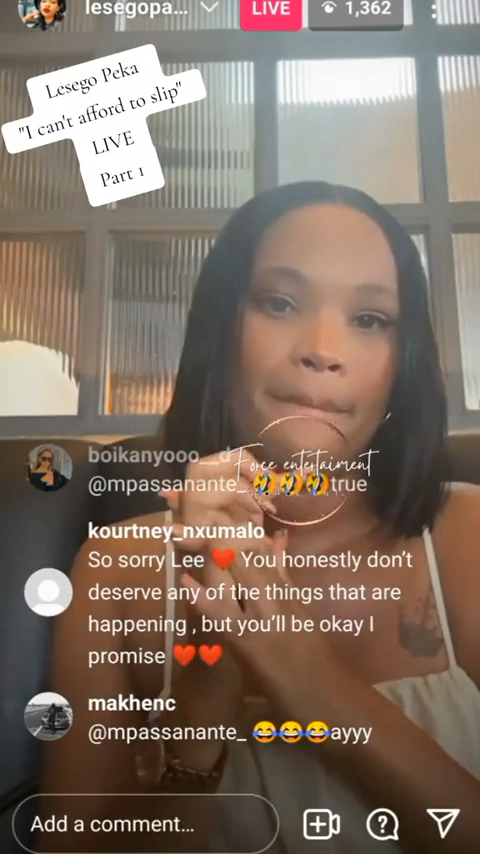 lesegopa...
LIVE
1,362
Lesego Peka
"I can't afford to slip"
LIVE
Part 1
boikanyooo__d
Force entertaiment
@mpassanante_ 🤣🤣🤣true
kourtney_nxumalo
So sorry Lee ❤️ You honestly don't
deserve any of the things that are
happening , but you'll be okay I
promise ❤️❤️
makhenc
@mpassanante_ 😂😂😂ayyy
Add a comment...